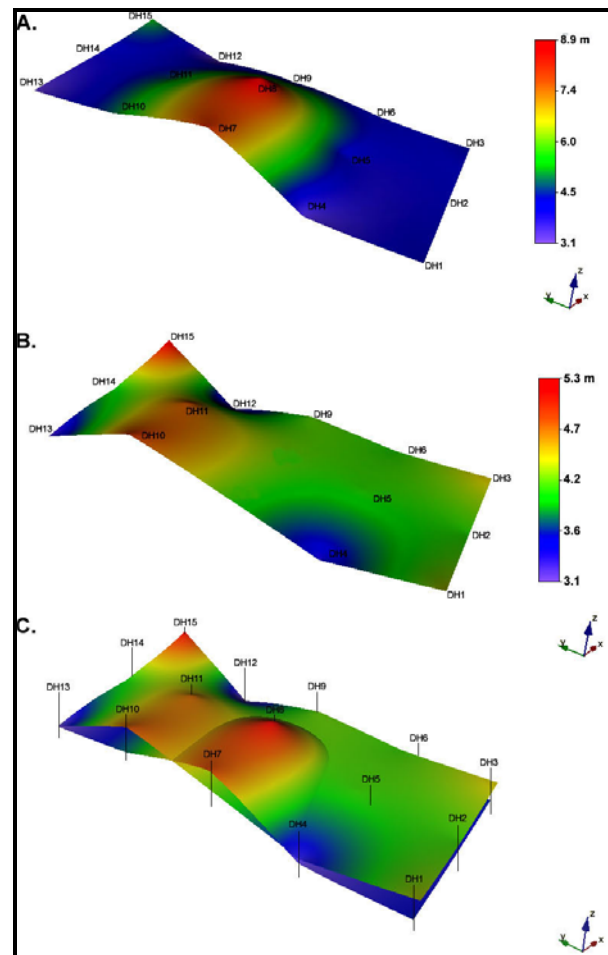 A.
DH15
DH14
DH12
DH11
DH9
DH13
DH8
DH10
DH6
DH7
DH3
DH5
DH4
DH2
DH1
8.9 m
7.4
6.0
4.5
3.1
z
y
x
B.
DH15
DH14
DH11
DH12
DH9
DH13
DH10
DH6
DH3
DH5
DH2
DH4
DH1
5.3 m
4.7
4.2
3.6
3.1
z
y
x
C.
DH15
DH14
DH12
DH11
DH9
DH13
DH10
DH8
DH6
DH7
DH3
DH5
DH2
DH4
DH1
z
y
x